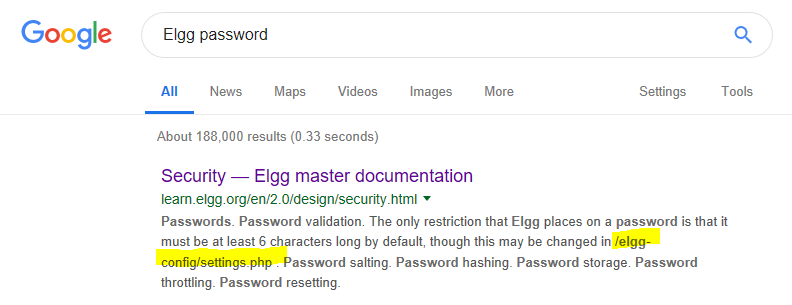 Google
Elgg password
All News Maps Videos Images More Settings Tools
About 188,000 results (0.33 seconds)
Security — Elgg master documentation
learn.elgg.org/en/2.0/design/security.html
Passwords. Password validation. The only restriction that Elgg places on a password is that it
must be at least 6 characters long by default, though this may be changed in /elgg-
config/settings.php . Password salting. Password hashing. Password storage. Password
throttling. Password resetting.